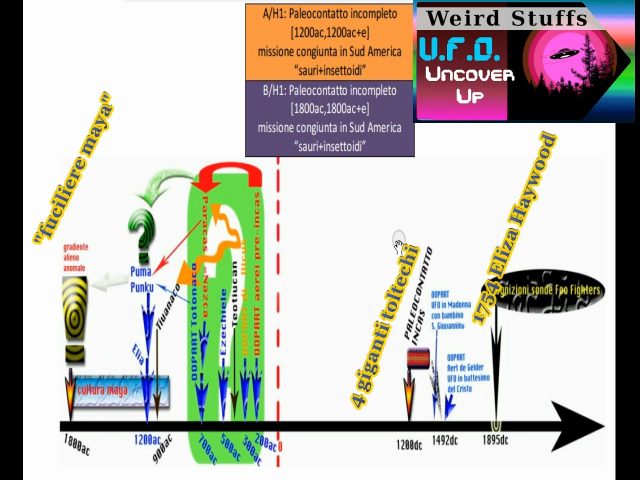 A/H1: Paleocontatto incompleto
[1200ac,1200ac+e]
missione congiunta in Sud America
"sauri+insettoidi"
B/H1: Paleocontatto incompleto
[1800ac,1800ac+e]
missione congiunta in Sud America
"sauri+insettoidi"
Weird Stuffs
U.F.O.
Uncover
Up
"fuciliere maya"
gradiente
alieno
anomalo
?
Puma
Punku
Elia
Tiwanaco
cultura maya
OOPART Totonaco
Paracas - Nazca
Ezechiele
Teotiucan
OOPART aerei pre-incas
4 giganti toltechi
PALEOCONTATTO
INCAS
OOPART
UFO in Madonna
con bambino
S. Giovannino
OOPART
Aert de Gelder
UFO in battesimo
del Cristo
Eliza Haywood
sonde Foo Fighters
1800ac
1200ac
900ac
700ac
500ac
300ac
200ac
0
1200dc
1492dc
1895dc